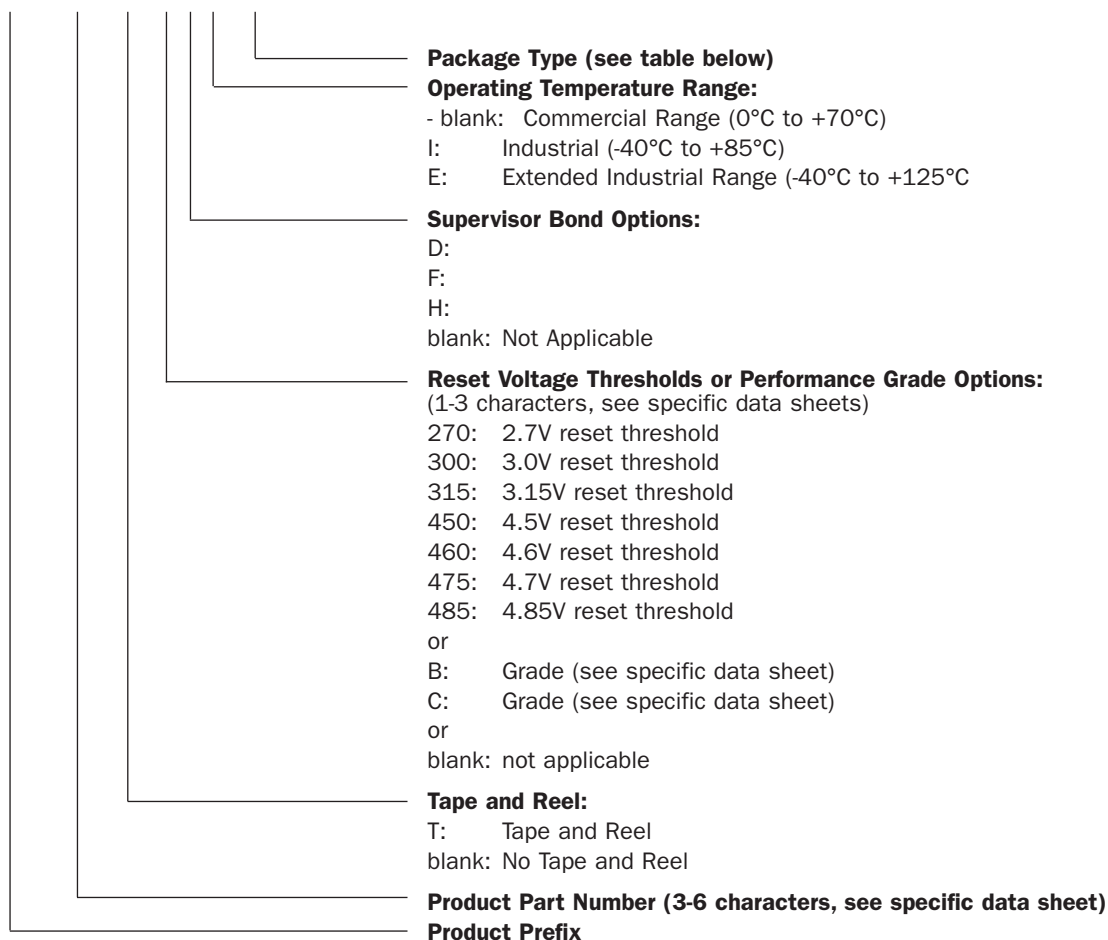 Package Type (see table below)
Operating Temperature Range:
- blank: Commercial Range (0°C to +70°C)
I: Industrial (-40°C to +85°C)
E: Extended Industrial Range (-40°C to +125°C
Supervisor Bond Options:
D:
F:
H:
blank: Not Applicable
Reset Voltage Thresholds or Performance Grade Options:
(1-3 characters, see specific data sheets)
270: 2.7V reset threshold
300: 3.0V reset threshold
315: 3.15V reset threshold
450: 4.5V reset threshold
460: 4.6V reset threshold
475: 4.7V reset threshold
485: 4.85V reset threshold
or
B: Grade (see specific data sheet)
C: Grade (see specific data sheet)
or
blank: not applicable
Tape and Reel:
T: Tape and Reel
blank: No Tape and Reel
Product Part Number (3-6 characters, see specific data sheet)
Product Prefix